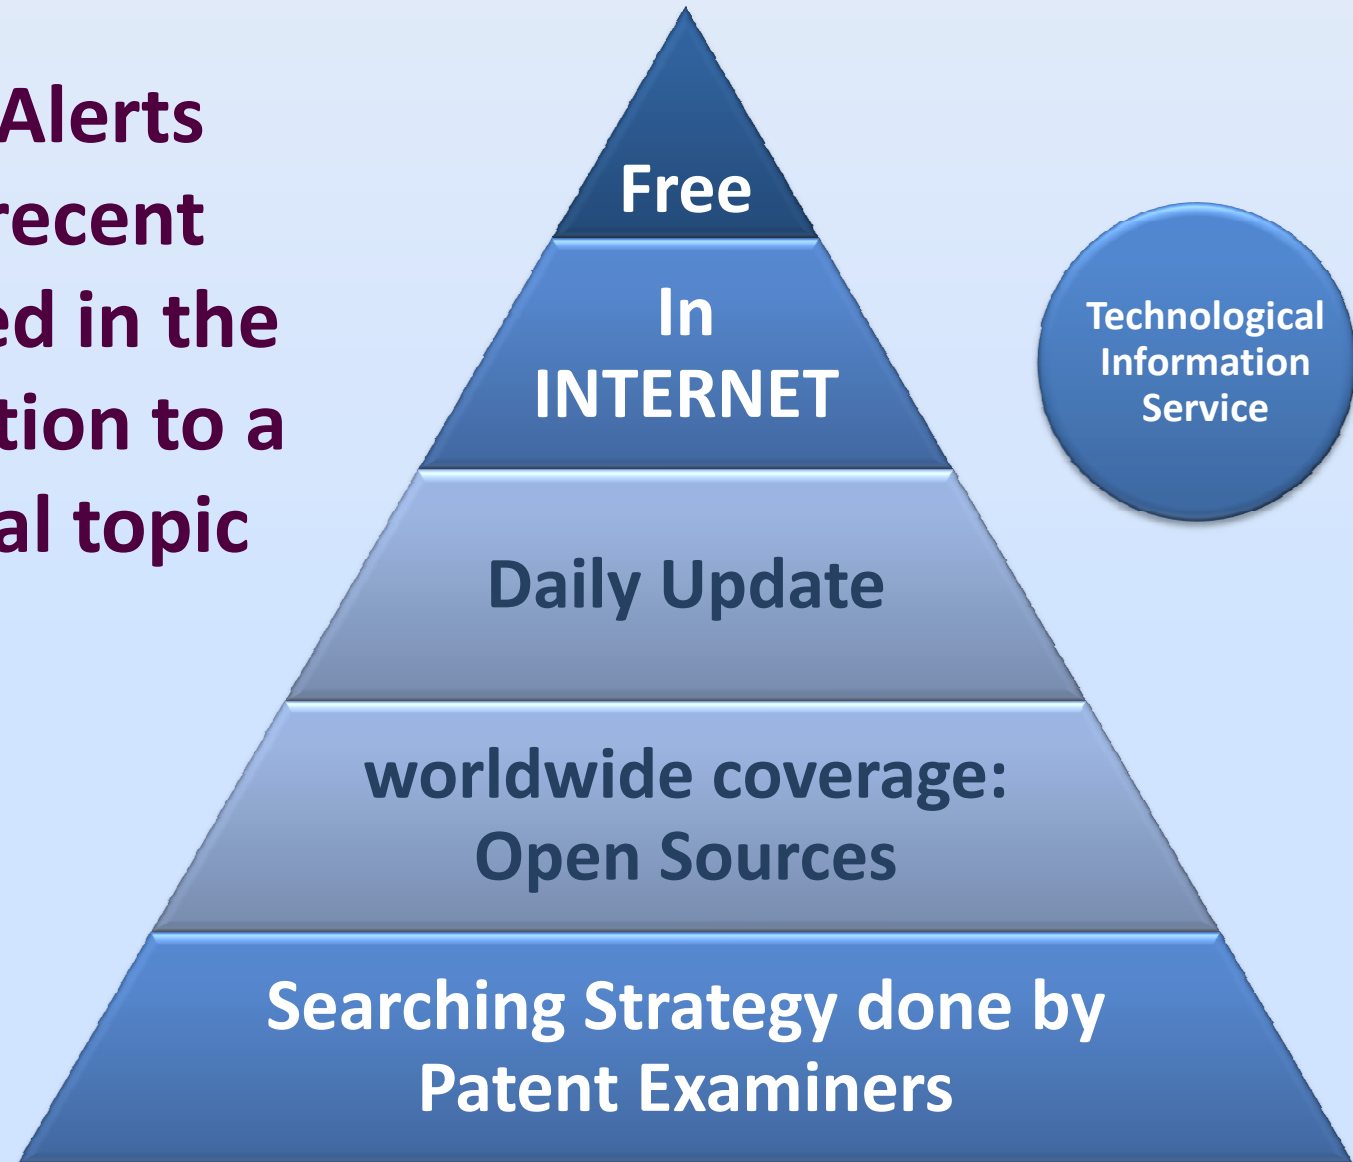 Alerts
recent
ed in the
tion to a
al topic
Free
In
INTERNET
Daily Update
worldwide coverage:
Open Sources
Searching Strategy done by
Patent Examiners
Technological
Information
Service